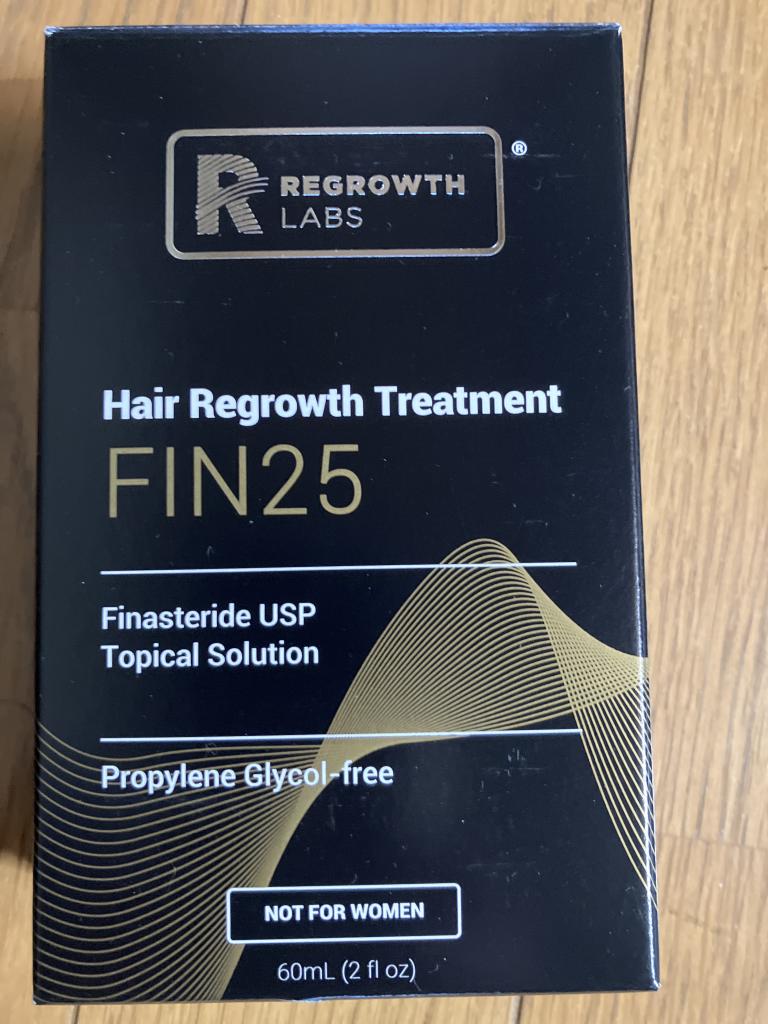 REGROWTH
LABS
®
Hair Regrowth Treatment
FIN25
Finasteride USP
Topical Solution
Propylene Glycol-free
NOT FOR WOMEN
60mL (2 fl oz)